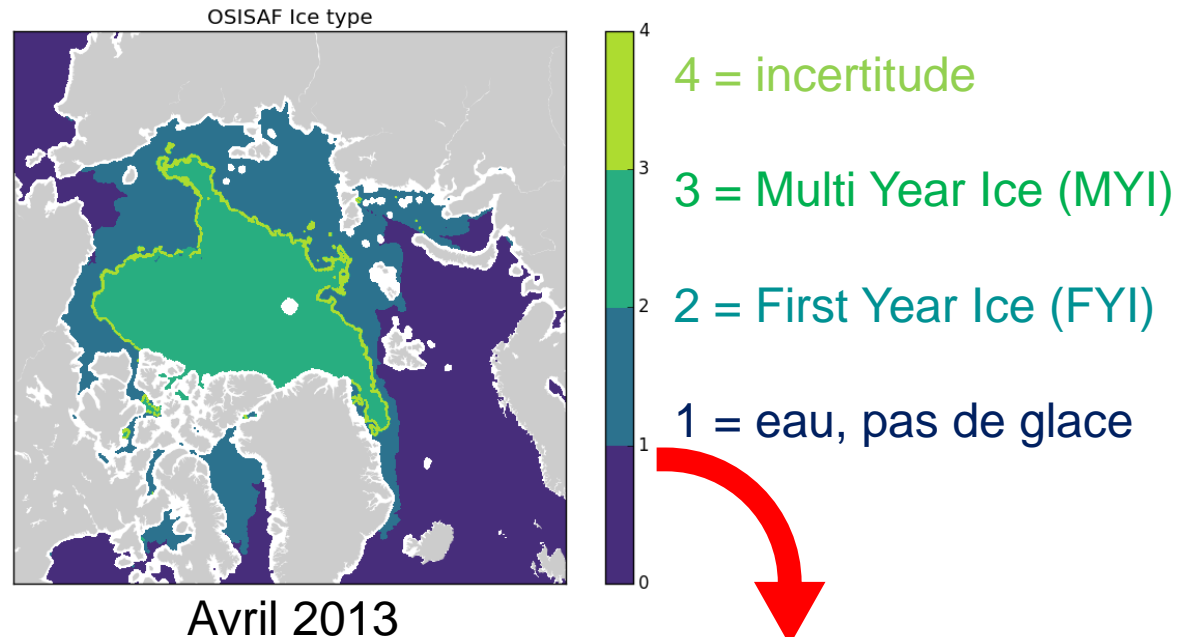 OSISAF Ice type
4
3
2
1
0
4 = incertitude
3 = Multi Year Ice (MYI)
2 = First Year Ice (FYI)
1 = eau, pas de glace
Avril 2013